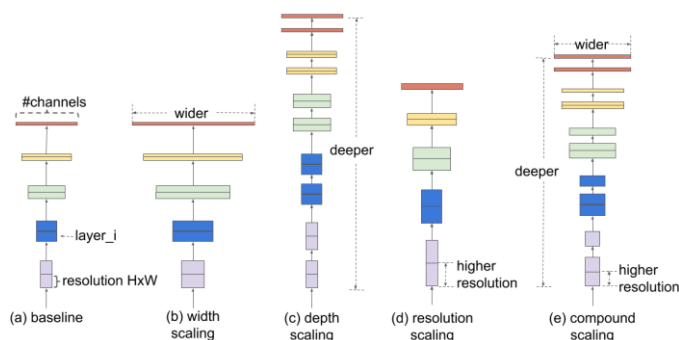 #channels
layer_i
resolution HxW
(a) baseline
wider
(b) width
scaling
deeper
(c) depth
scaling
higher
resolution
(d) resolution
scaling
wider
deeper
higher
resolution
(e) compound
scaling